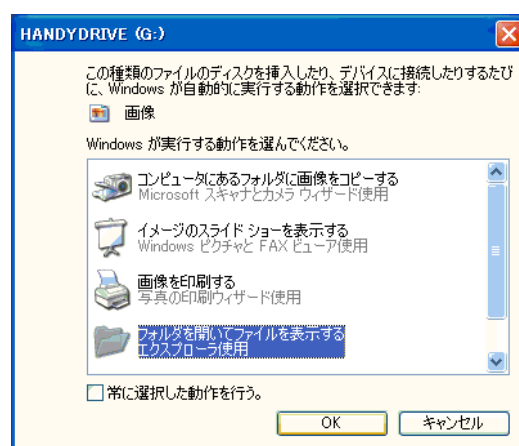 HANDYDRIVE (G:)
この種類のファイルのディスクを挿入したり、デバイスに接続したりするたび
に、Windows が自動的に実行する動作を選択できます:
画像
Windows が実行する動作を選んでください。
コンピュータにあるフォルダに画像をコピーする
Microsoft スキャナとカメラ ウィザード使用
イメージのスライド ショーを表示する
Windows ピクチャと FAX ビューア使用
画像を印刷する
写真の印刷ウィザード使用
フォルダを開いてファイルを表示する
エクスプローラ使用
常に選択した動作を行う。
OK
キャンセル